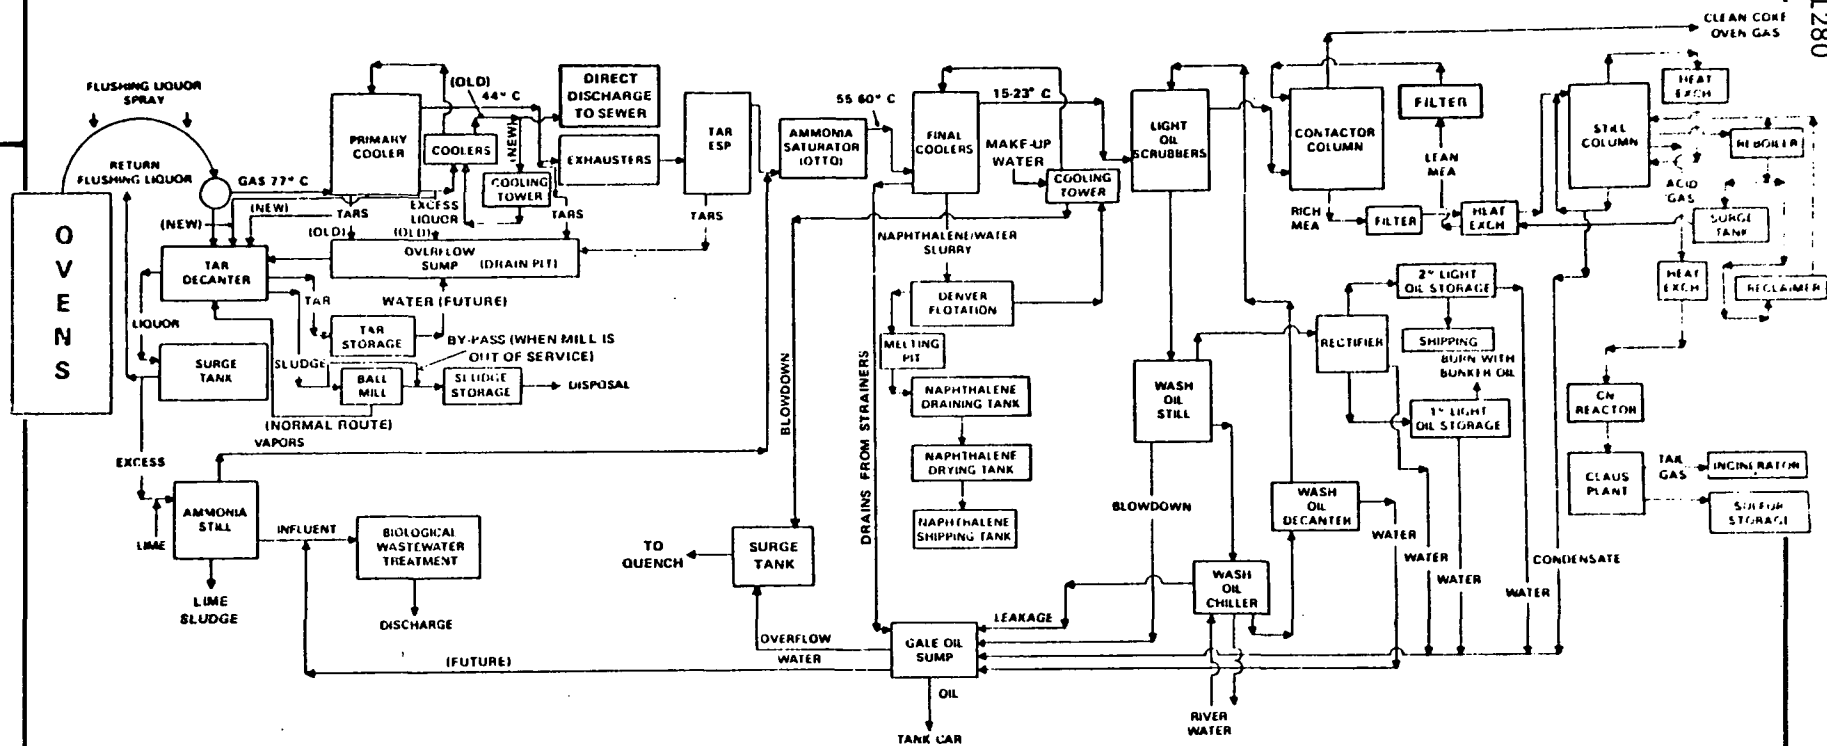 1280
CLEAN COKE
OVEN GAS
FLUSHING LIQUOR
SPRAY
RETURN
FLUSHING LIQUOR
OVENS
GAS 77° C
(NEW)
(NEW)
PRIMARY
COOLER
(OLD)
44° C
COOLERS
(NEW)
COOLING
TOWER
DIRECT
DISCHARGE
TO SEWER
EXHAUSTERS
TAR
ESP
TARS
(OLD)
EXCESS
LIQUOR
(OLD)
TARS
TARS
OVERFLOW
SUMP (DRAIN PIT)
TAR
DECANTER
WATER (FUTURE)
TAR
TAR
STORAGE
LIQUOR
SURGE
TANK
SLUDGE
BY-PASS (WHEN MILL IS
OUT OF SERVICE)
BALL
MILL
SLUDGE
STORAGE
DISPOSAL
(NORMAL ROUTE)
VAPORS
EXCESS
AMMONIA
STILL
LIME
LIME
SLUDGE
INFLUENT
BIOLOGICAL
WASTEWATER
TREATMENT
DISCHARGE
(FUTURE)
AMMONIA
SATURATOR
(OTTO)
55-60° C
FINAL
COOLERS
15-23° C
MAKE-UP
WATER
COOLING
TOWER
NAPHTHALENE/WATER
SLURRY
DENVER
FLOTATION
MELTING
PIT
NAPHTHALENE
DRAINING TANK
NAPHTHALENE
DRYING TANK
NAPHTHALENE
SHIPPING TANK
BLOWDOWN
DRAINS FROM STRAINERS
TO
QUENCH
SURGE
TANK
OVERFLOW
WATER
GALE OIL
SUMP
OIL
TANK CAR
LEAKAGE
LIGHT
OIL
SCRUBBERS
WASH
OIL
STILL
BLOWDOWN
WASH
OIL
CHILLER
RIVER
WATER
WASH
OIL
DECANTER
WATER
WATER
WATER
WATER
CONDENSATE
RECTIFIER
2° LIGHT
OIL STORAGE
SHIPPING
BURN WITH
BUNKER OIL
1° LIGHT
OIL STORAGE
CONTACTOR
COLUMN
FILTER
LEAN
MEA
RICH
MEA
FILTER
HEAT
EXCH
STILL
COLUMN
HEAT
EXCH
REBOILER
ACID
GAS
SURGE
TANK
HEAT
EXCH
RECLAIMER
CN
REACTOR
CLAUS
PLANT
TAIL
GAS
INCINERATOR
SULFUR
STORAGE